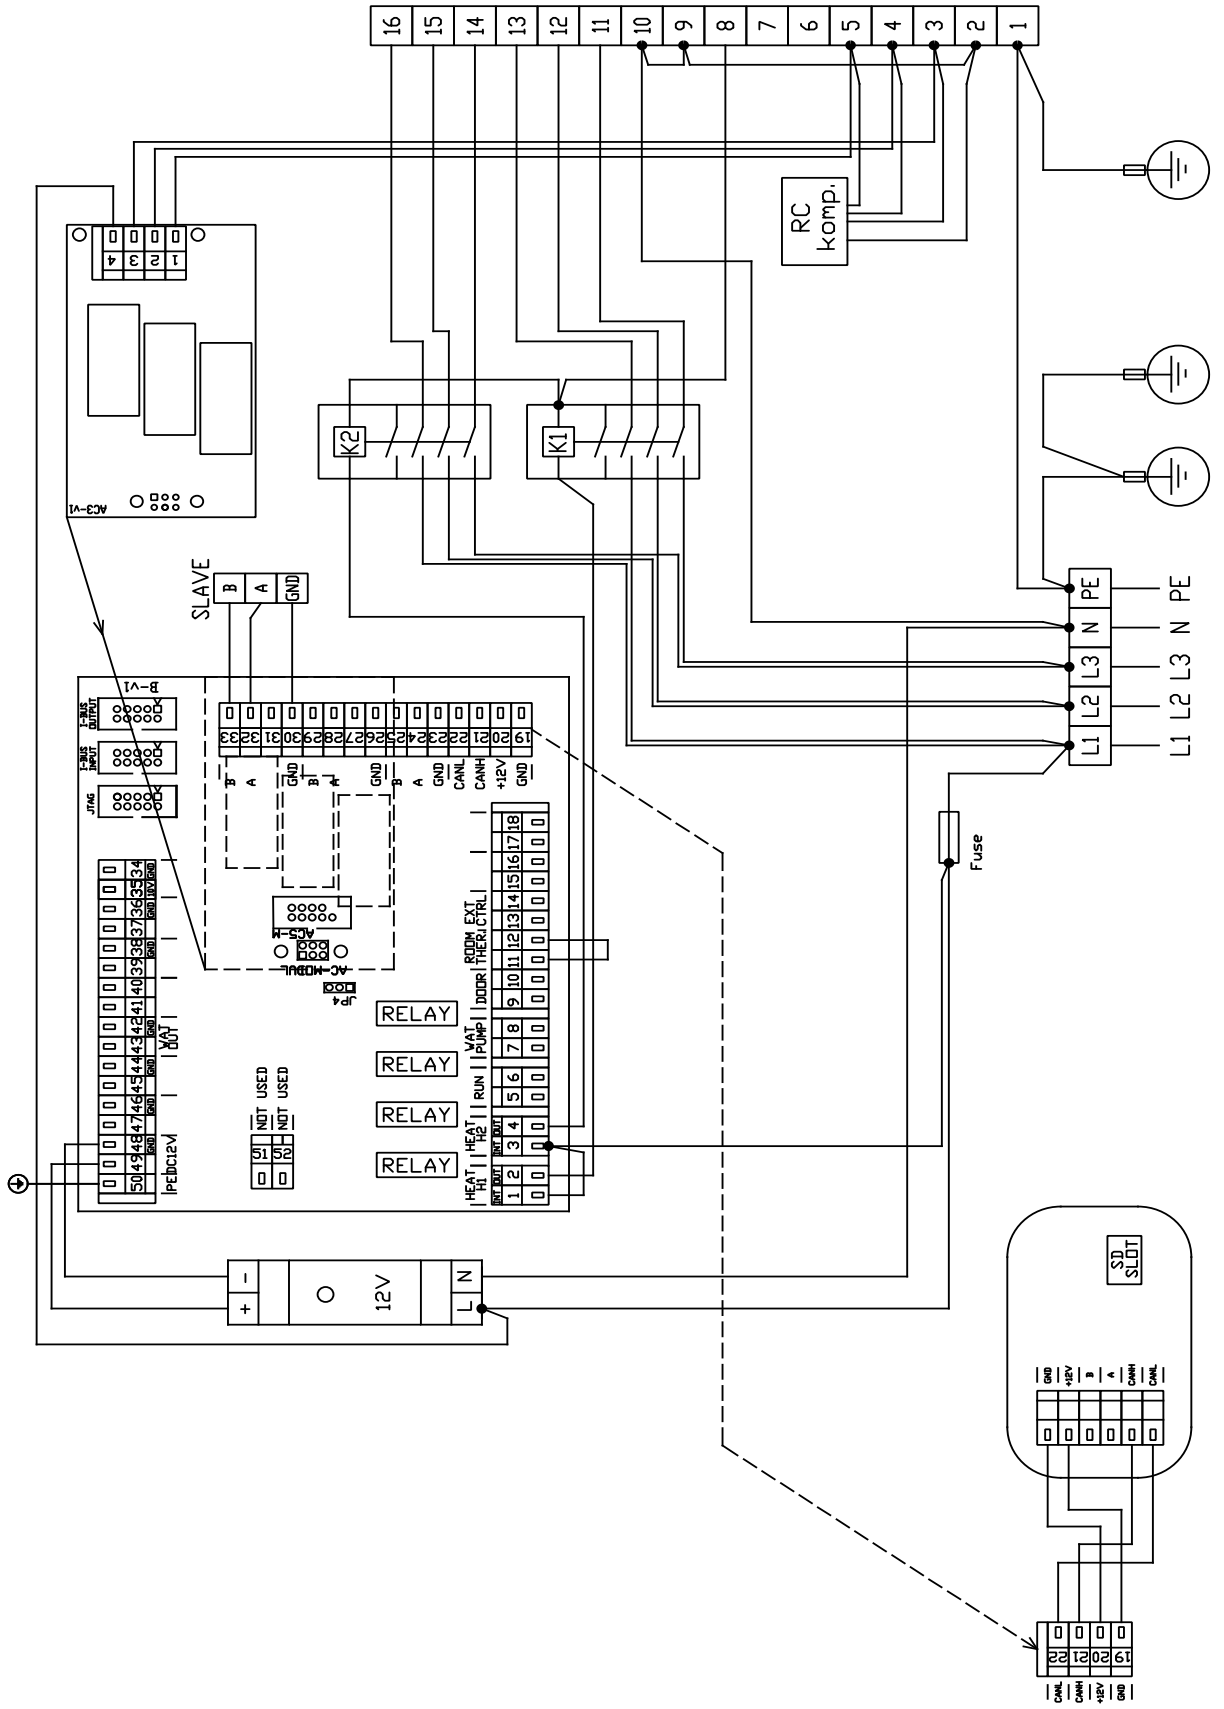 16 15 14 13 12 11 10 9 8 7 6 5 4 3 2 1
RC
komp.
4 3 2 1
AC3-v1
K2
K1
SLAVE
B
A
GND
PE
N
L3
L2
L1
PE
N
L3
L2
L1
Fuse
B-v1
I-BUS
OUTPUT
I-BUS
INPUT
JTAG
33 32 31 30 29 28 27 26 25 24 23 22 21 20 19
B
A
GND
B
A
GND
B
A
GND
CANL
CANH
+12V
GND
34 35 36 37 38 39 40 41 42 43 44 45 46 47 48 49 50
GND
10V
GND
GND
GND
GND
GND
GND
WAT
OUT
DC12V
PE
AC5-M
AC-MODUL
JP4
RELAY
RELAY
RELAY
RELAY
NOT USED
NOT USED
51
52
18 17 16 15 14 13 12 11 10 9 8 7 6 5 4 3 2 1
EXT
CTRL
ROOM
THER.
DOOR
WAT
PUMP
RUN
HEAT
H2
INT
OUT
HEAT
H1
INT
OUT
- +
12V
N
L
SD
SLOT
GND
+12V
B
A
CANH
CANL
22 21 20 19
CANL
CANH
+12V
GND